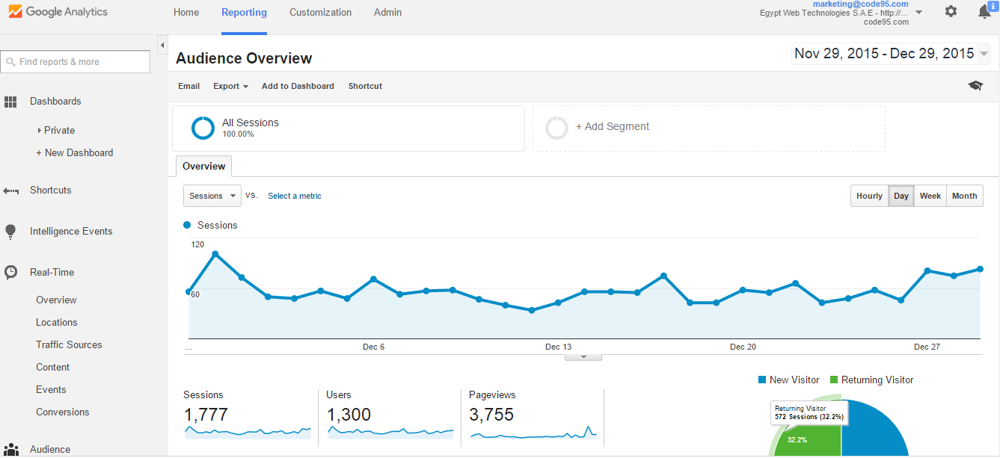 Google Analytics
Home Reporting Customization Admin
marketing@code95.com
Egypt Web Technologies S.A.E - http://...
code95.com
i
Find reports & more
Dashboards
Private
+ New Dashboard
Shortcuts
Intelligence Events
Real-Time
Overview
Locations
Traffic Sources
Content
Events
Conversions
Audience
Audience Overview
Nov 29, 2015 - Dec 29, 2015
Email Export Add to Dashboard Shortcut
All Sessions
100.00%
+ Add Segment
Overview
Sessions VS. Select a metric
Hourly Day Week Month
Sessions
120
60
... Dec 6 Dec 13 Dec 20 Dec 27
New Visitor Returning Visitor
Sessions
1,777
Users
1,300
Pageviews
3,755
Returning Visitor
572 Sessions (32.2%)
32.2%